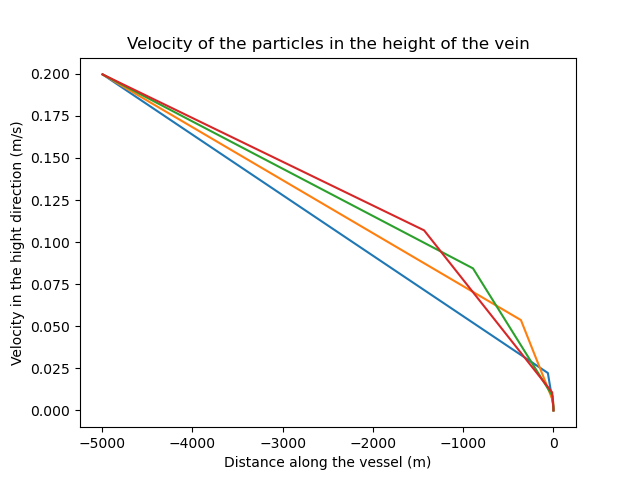 Velocity of the particles in the height of the vein
0.200
0.175
0.150
0.125
0.100
0.075
0.050
0.025
0.000
Velocity in the hight direction (m/s)
−5000 −4000 −3000 −2000 −1000 0
Distance along the vessel (m)